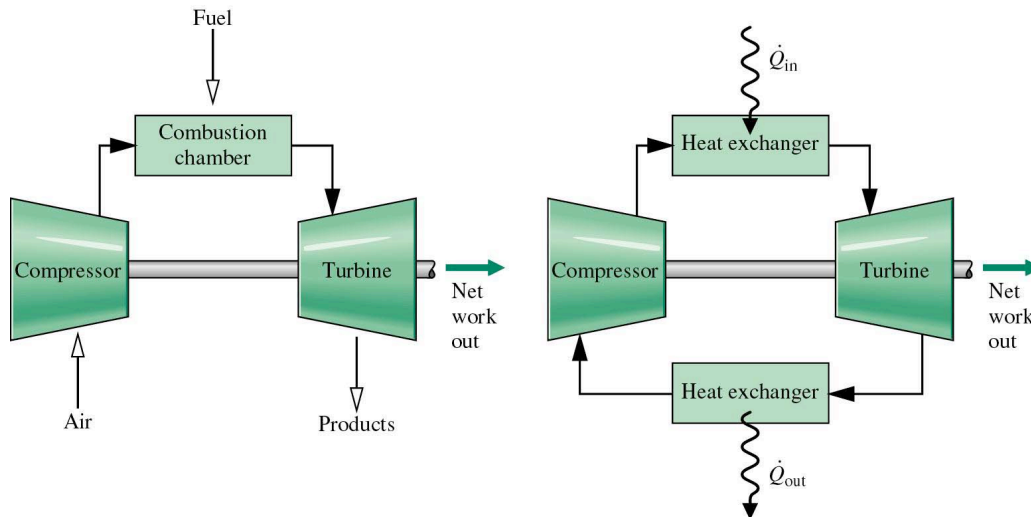 Fuel
Combustion
chamber
Compressor
Turbine
Net
work
out
Air
Products
Q̇in
Heat exchanger
Compressor
Turbine
Net
work
out
Heat exchanger
Q̇out